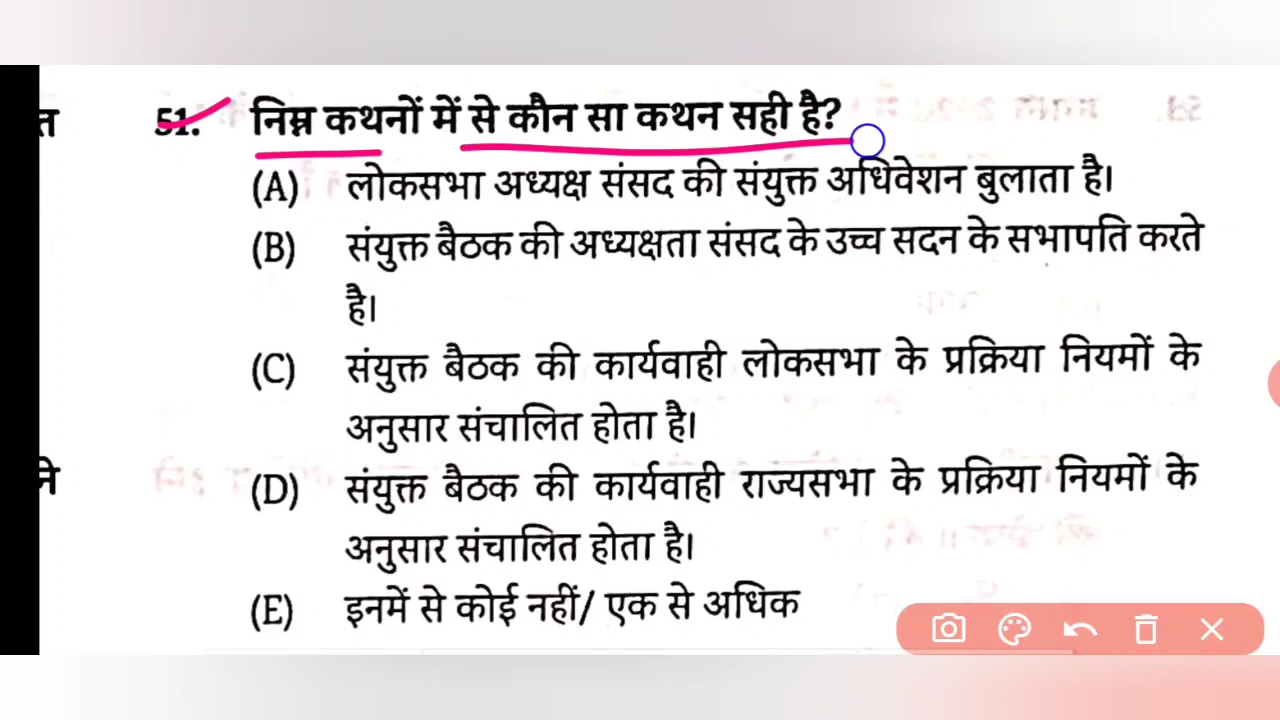 त
51. निम्न कथनों में से कौन सा कथन सही है?
(A) लोकसभा अध्यक्ष संसद की संयुक्त अधिवेशन बुलाता है।
(B) संयुक्त बैठक की अध्यक्षता संसद के उच्च सदन के सभापति करते
है।
(C) संयुक्त बैठक की कार्यवाही लोकसभा के प्रक्रिया नियमों के
अनुसार संचालित होता है।
ने
(D) संयुक्त बैठक की कार्यवाही राज्यसभा के प्रक्रिया नियमों के
अनुसार संचालित होता है।
(E) इनमें से कोई नहीं/ एक से अधिक